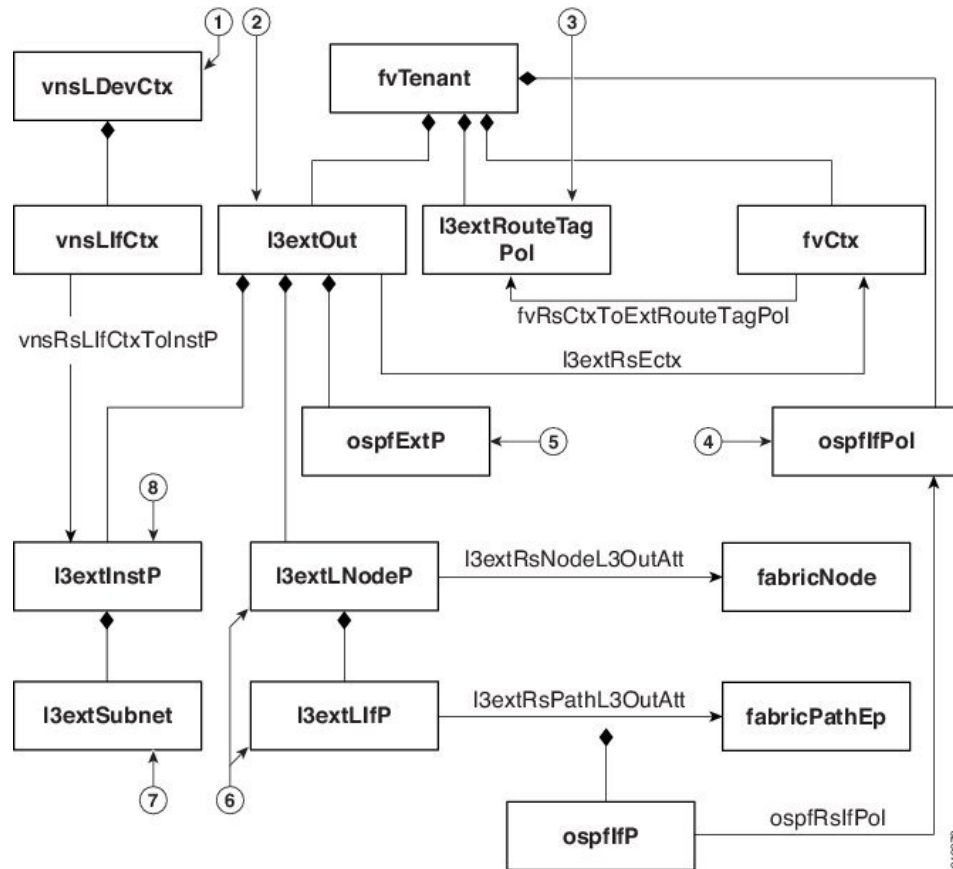 1
2
3
vnsLDevCtx
fvTenant
vnsLIfCtx
l3extOut
l3extRouteTag
Pol
fvCtx
fvRsCtxToExtRouteTagPol
vnsRsLIfCtxToInstP
l3extRsEctx
ospfExtP
5
4
ospfIfPol
8
l3extInstP
l3extLNodeP
l3extRsNodeL3OutAtt
fabricNode
l3extSubnet
l3extLIfP
l3extRsPathL3OutAtt
fabricPathEp
7
6
ospfIfP
ospfRsIfPol